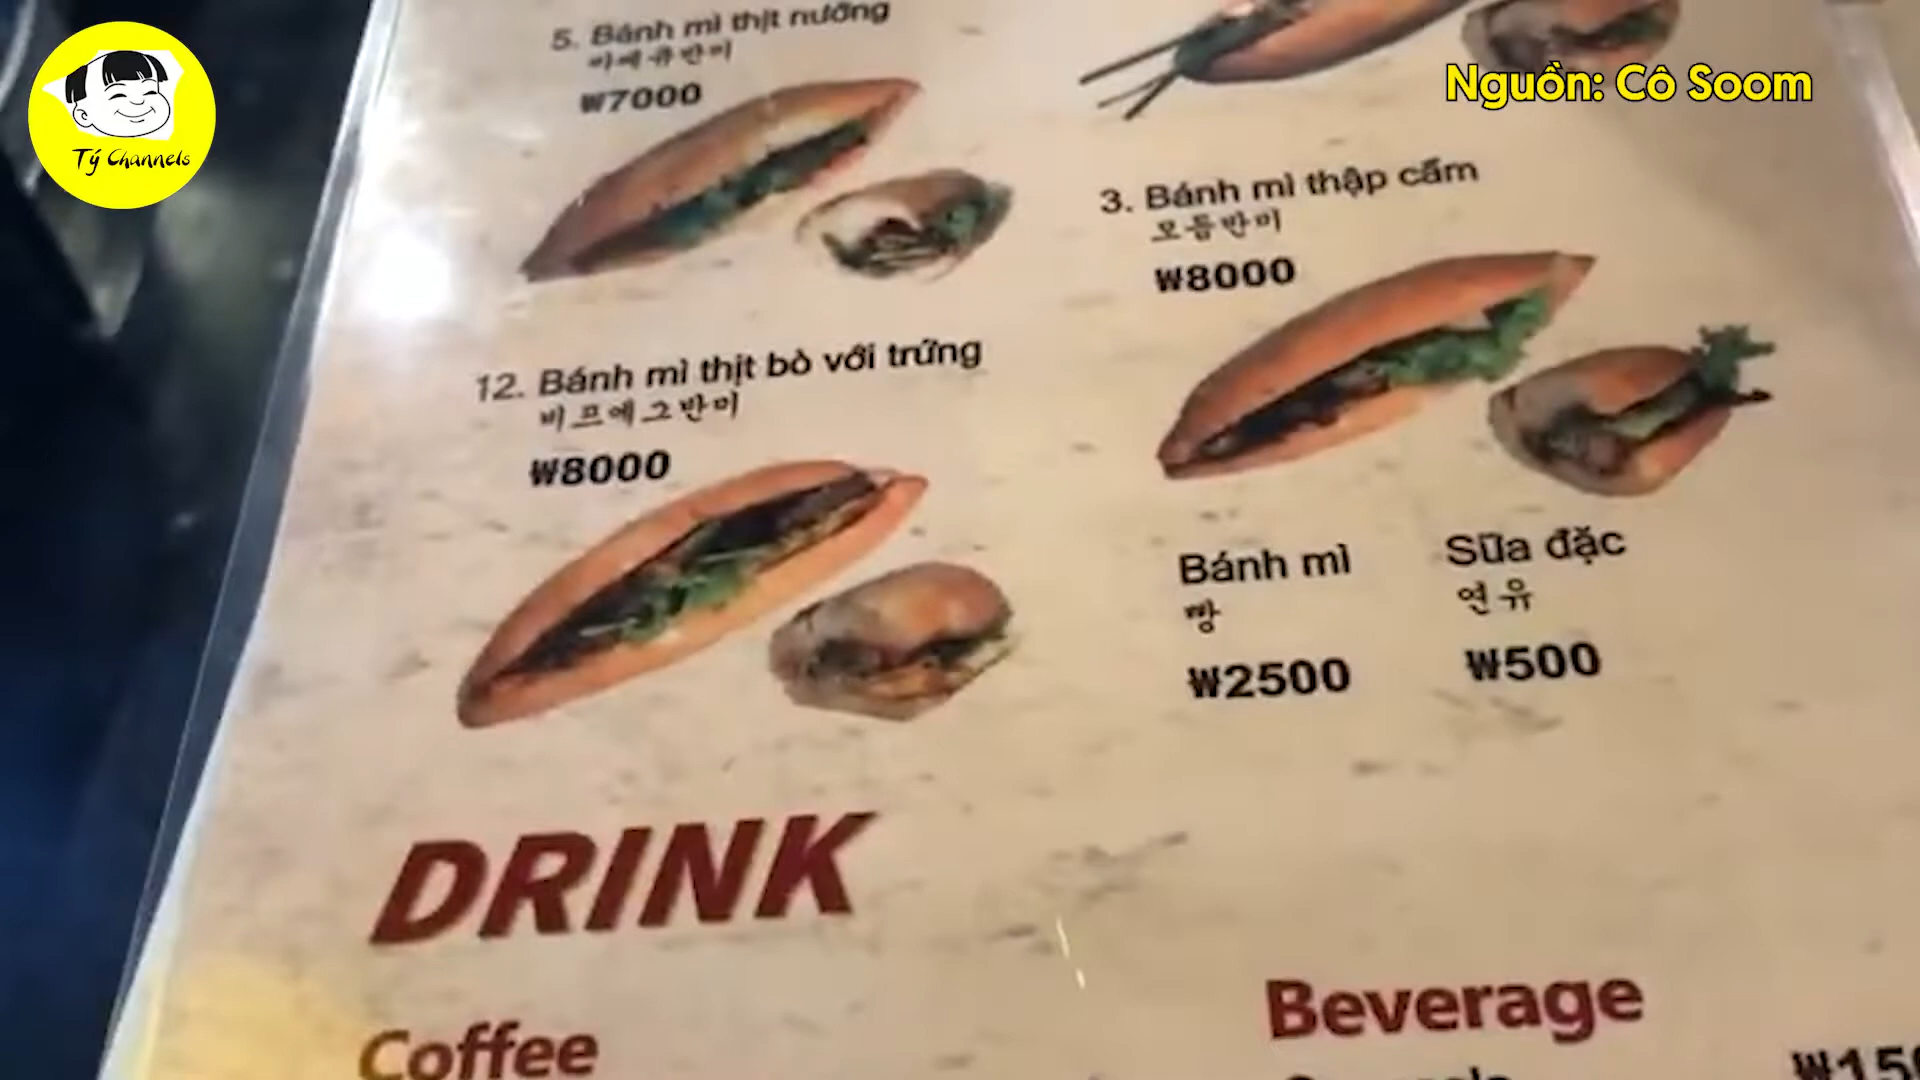 Tý Channels
Nguồn: Cô Soom
5. Bánh mì thịt nướng
바베큐반미
₩7000
3. Bánh mì thập cẩm
모듬반미
₩8000
12. Bánh mì thịt bò với trứng
비프에그반미
₩8000
Bánh mì
빵
₩2500
Sữa đặc
연유
₩500
DRINK
Coffee
Beverage